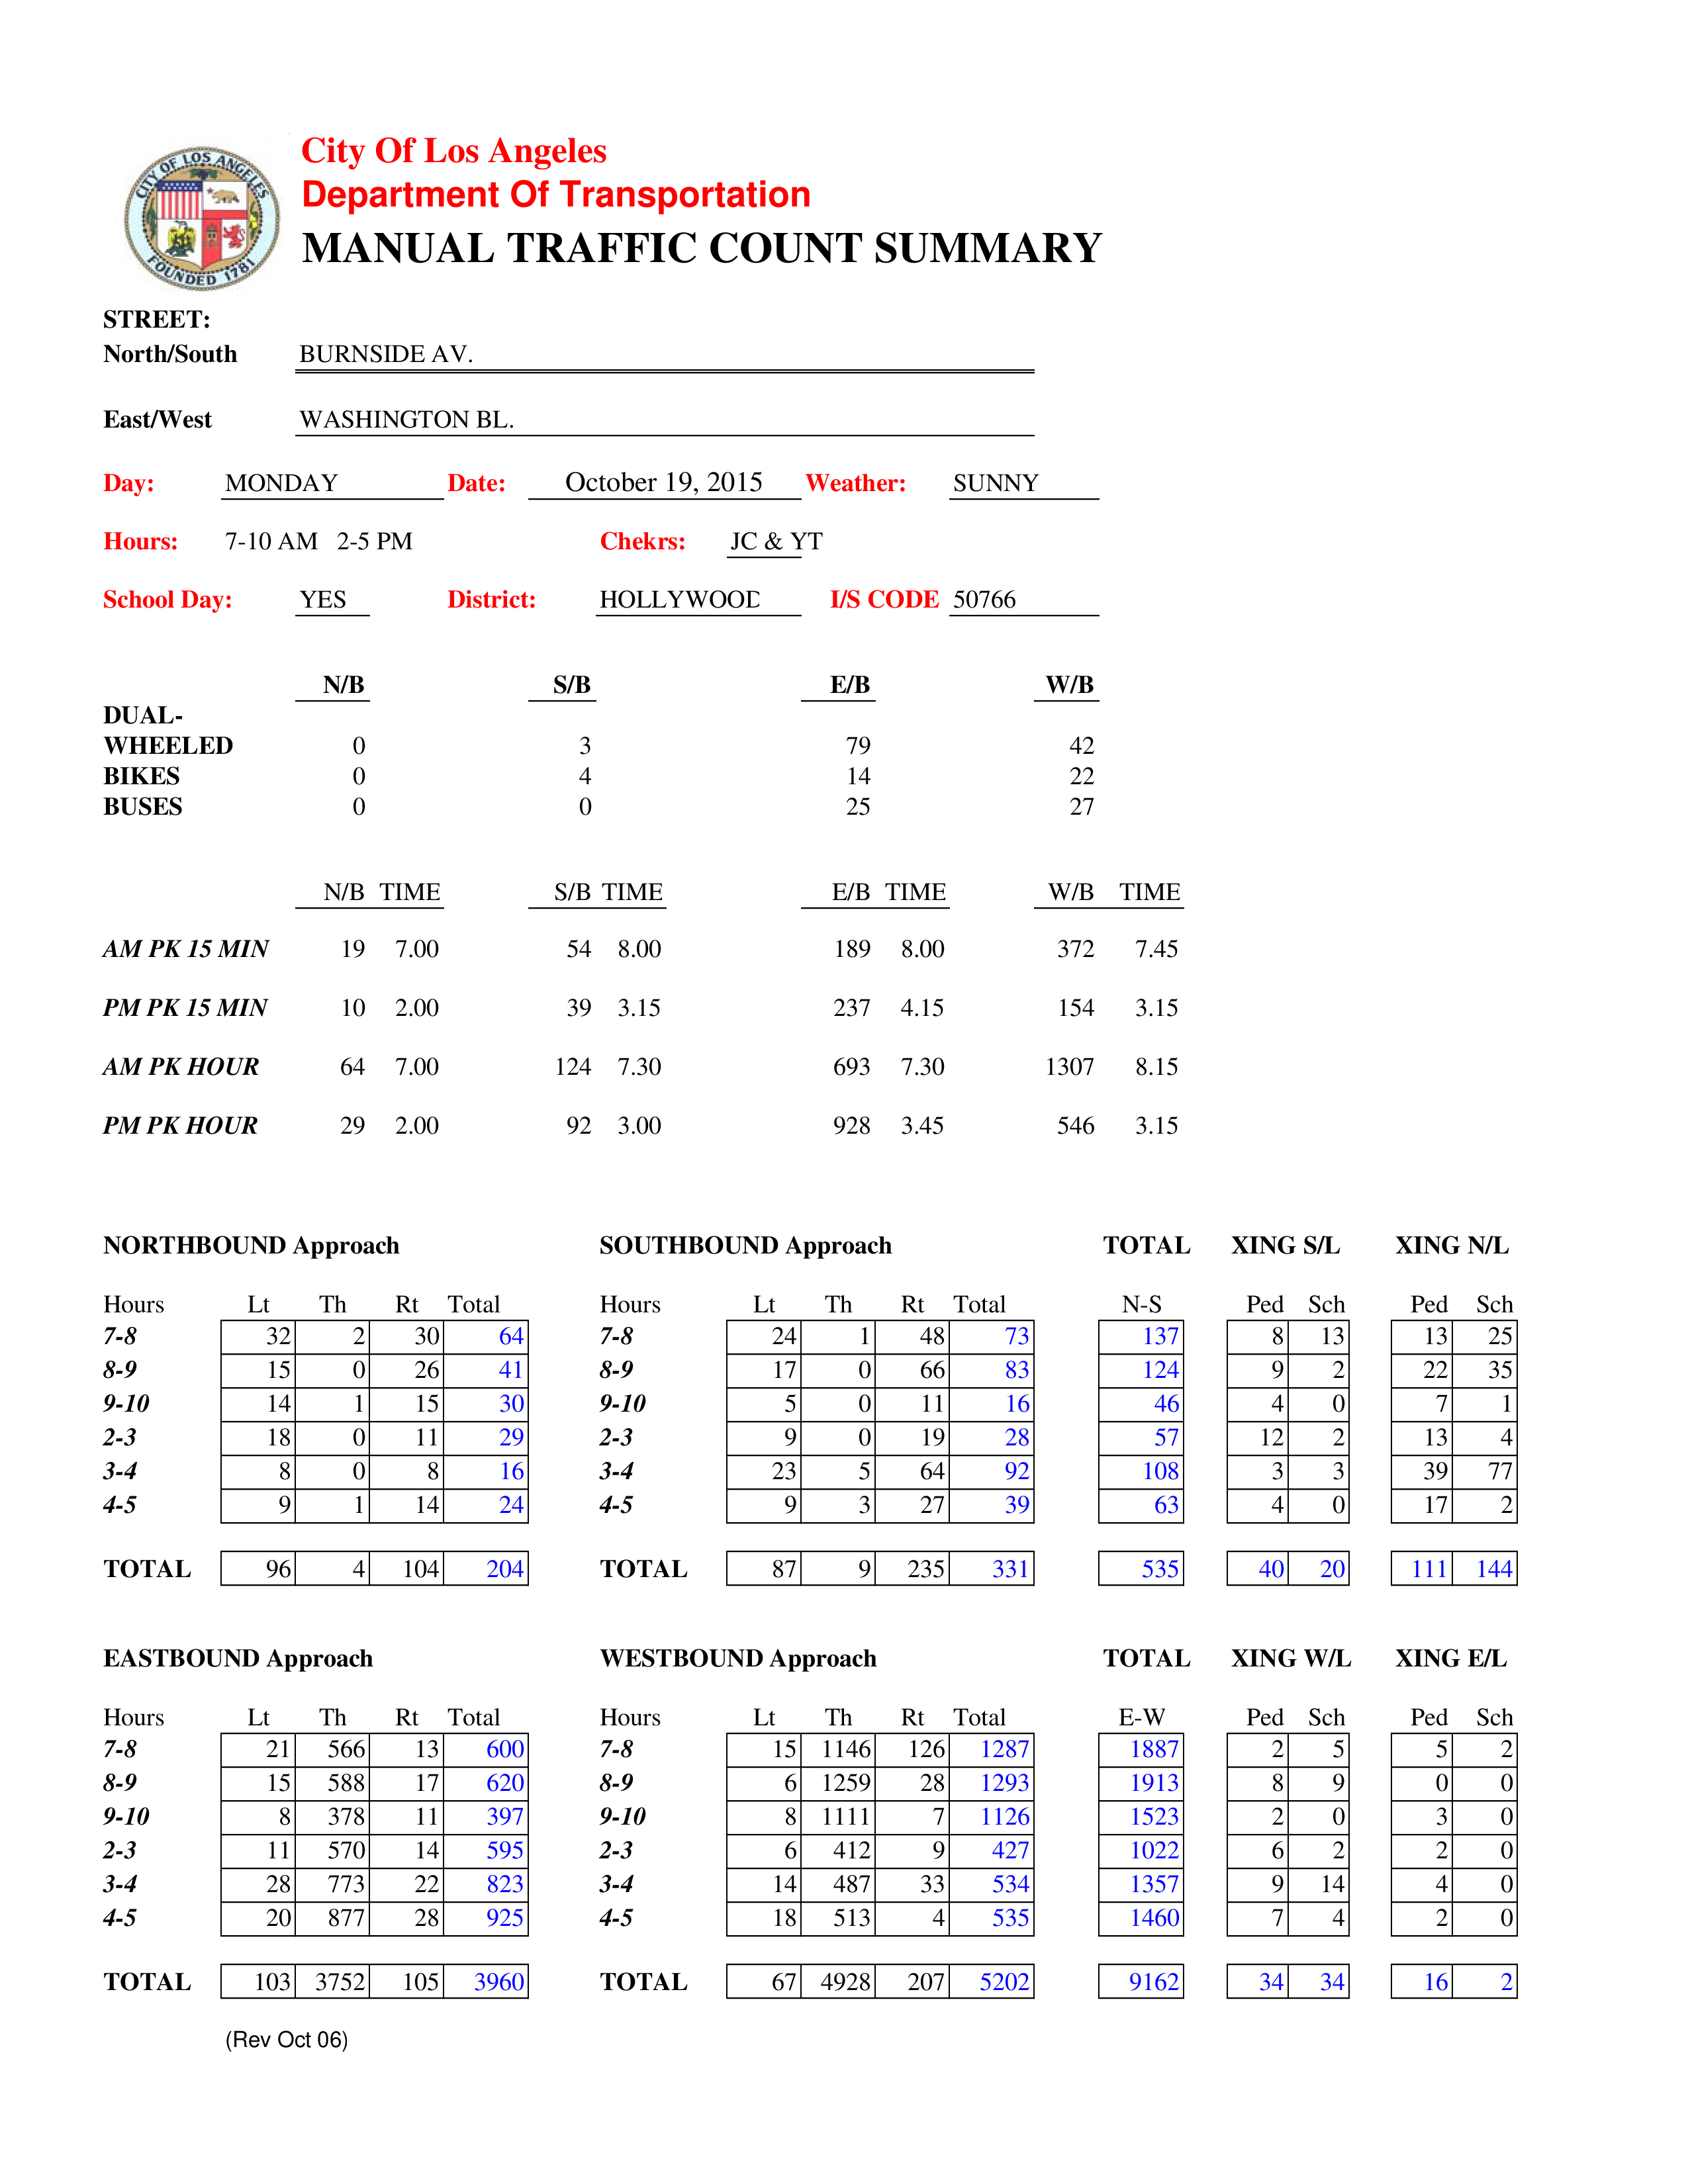 CITY OF LOS ANGELES
FOUNDED 1781
City Of Los Angeles
Department Of Transportation
MANUAL TRAFFIC COUNT SUMMARY
STREET:
North/South BURNSIDE AV.
East/West WASHINGTON BL.
Day: MONDAY Date: October 19, 2015 Weather: SUNNY
Hours: 7-10 AM 2-5 PM Chekrs: JC & YT
School Day: YES District: HOLLYWOOD I/S CODE 50766
N/B S/B E/B W/B
DUAL-
WHEELED 0 3 79 42
BIKES 0 4 14 22
BUSES 0 0 25 27
N/B TIME S/B TIME E/B TIME W/B TIME
AM PK 15 MIN 19 7.00 54 8.00 189 8.00 372 7.45
PM PK 15 MIN 10 2.00 39 3.15 237 4.15 154 3.15
AM PK HOUR 64 7.00 124 7.30 693 7.30 1307 8.15
PM PK HOUR 29 2.00 92 3.00 928 3.45 546 3.15
NORTHBOUND Approach SOUTHBOUND Approach TOTAL XING S/L XING N/L
Hours Lt Th Rt Total Hours Lt Th Rt Total N-S Ped Sch Ped Sch
7-8 32 2 30 64 7-8 24 1 48 73 137 8 13 13 25
8-9 15 0 26 41 8-9 17 0 66 83 124 9 2 22 35
9-10 14 1 15 30 9-10 5 0 11 16 46 4 0 7 1
2-3 18 0 11 29 2-3 9 0 19 28 57 12 2 13 4
3-4 8 0 8 16 3-4 23 5 64 92 108 3 3 39 77
4-5 9 1 14 24 4-5 9 3 27 39 63 4 0 17 2
TOTAL 96 4 104 204 TOTAL 87 9 235 331 535 40 20 111 144
EASTBOUND Approach WESTBOUND Approach TOTAL XING W/L XING E/L
Hours Lt Th Rt Total Hours Lt Th Rt Total E-W Ped Sch Ped Sch
7-8 21 566 13 600 7-8 15 1146 126 1287 1887 2 5 5 2
8-9 15 588 17 620 8-9 6 1259 28 1293 1913 8 9 0 0
9-10 8 378 11 397 9-10 8 1111 7 1126 1523 2 0 3 0
2-3 11 570 14 595 2-3 6 412 9 427 1022 6 2 2 0
3-4 28 773 22 823 3-4 14 487 33 534 1357 9 14 4 0
4-5 20 877 28 925 4-5 18 513 4 535 1460 7 4 2 0
TOTAL 103 3752 105 3960 TOTAL 67 4928 207 5202 9162 34 34 16 2
(Rev Oct 06)